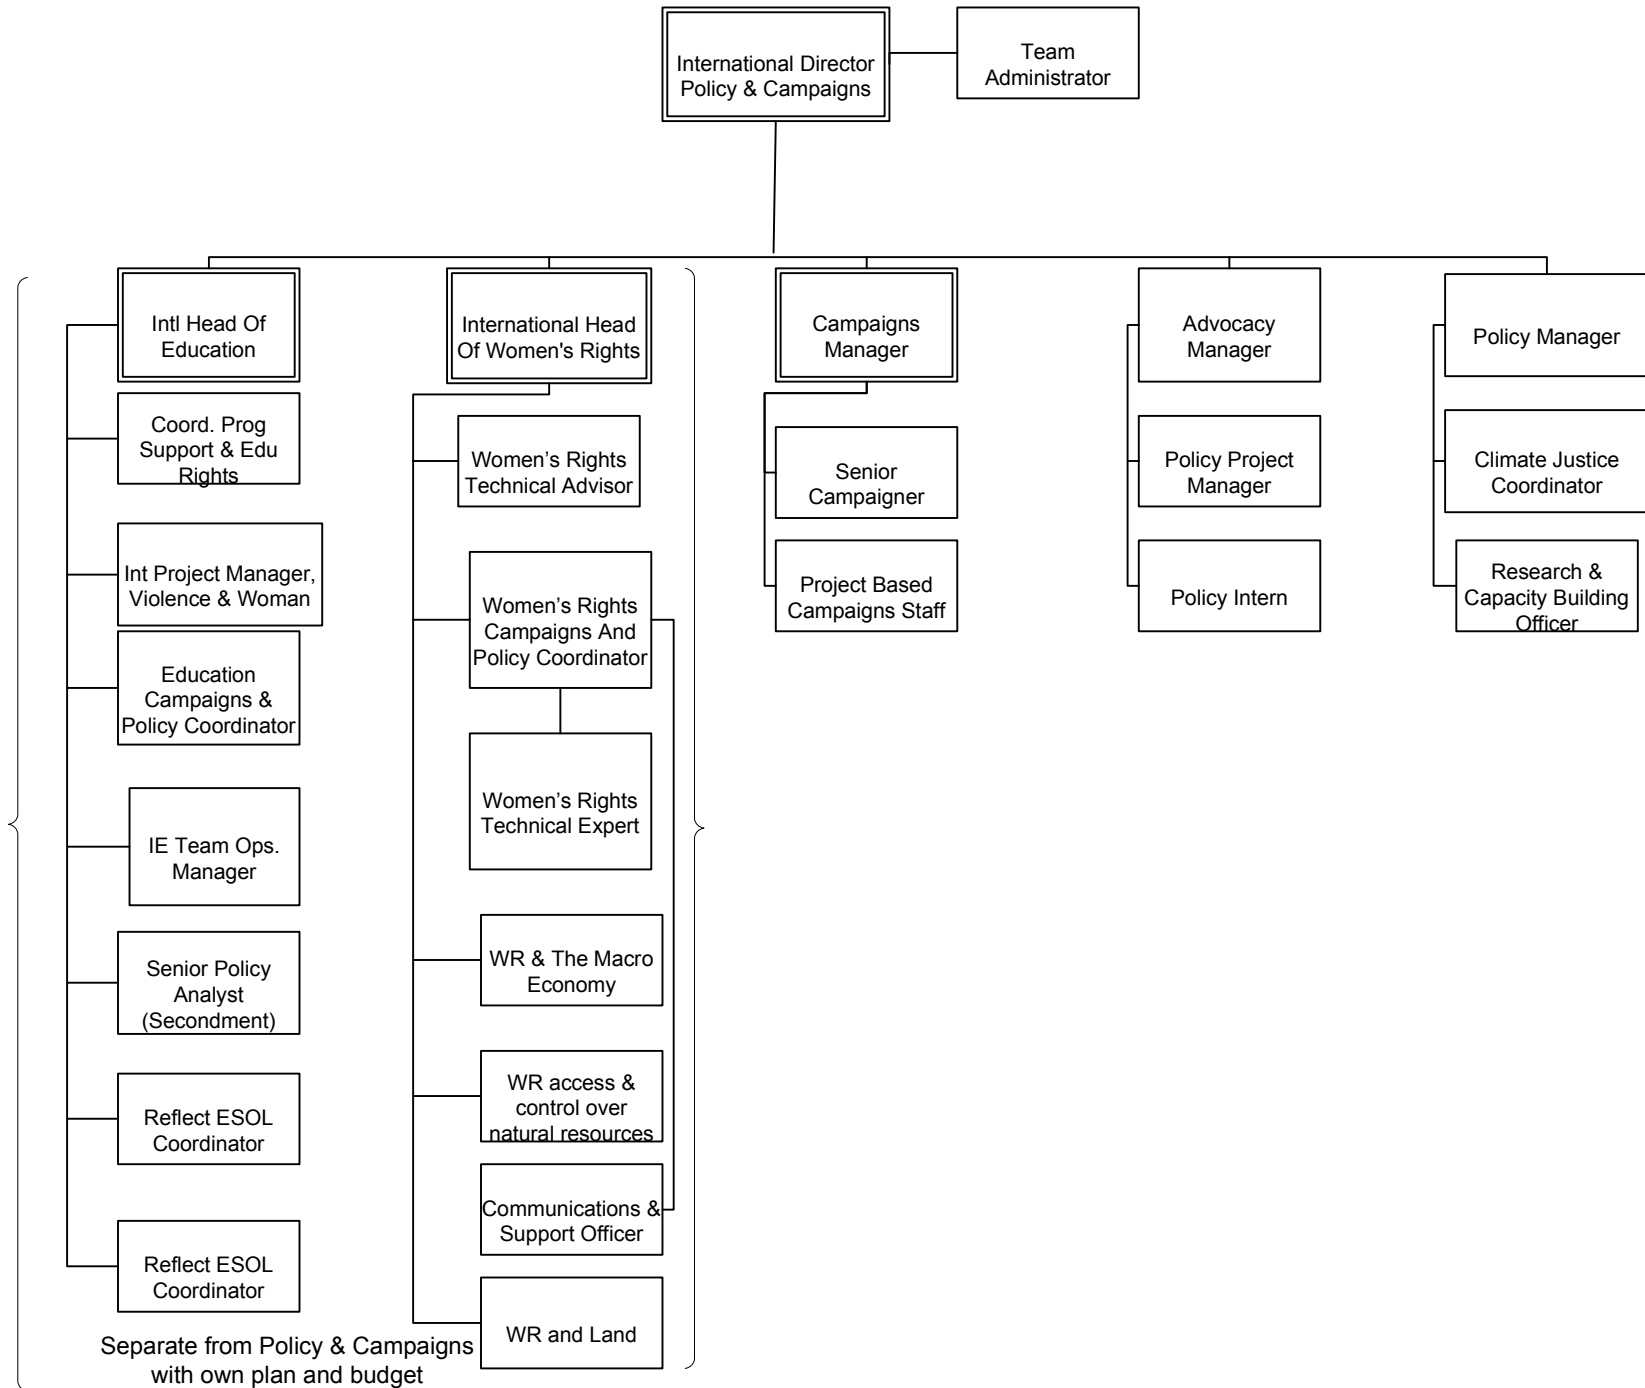 International Director
Policy & Campaigns
Team
Administrator
Intl Head Of
Education
International Head
Of Women's Rights
Campaigns
Manager
Advocacy
Manager
Policy Manager
Coord. Prog
Support & Edu
Rights
Int Project Manager,
Violence & Woman
Education
Campaigns &
Policy Coordinator
IE Team Ops.
Manager
Senior Policy
Analyst
(Secondment)
Reflect ESOL
Coordinator
Reflect ESOL
Coordinator
Women’s Rights
Technical Advisor
Women’s Rights
Campaigns And
Policy Coordinator
Women’s Rights
Technical Expert
WR & The Macro
Economy
WR access &
control over
natural resources
Communications &
Support Officer
WR and Land
Senior
Campaigner
Project Based
Campaigns Staff
Policy Project
Manager
Policy Intern
Climate Justice
Coordinator
Research &
Capacity Building
Officer
Separate from Policy & Campaigns
with own plan and budget